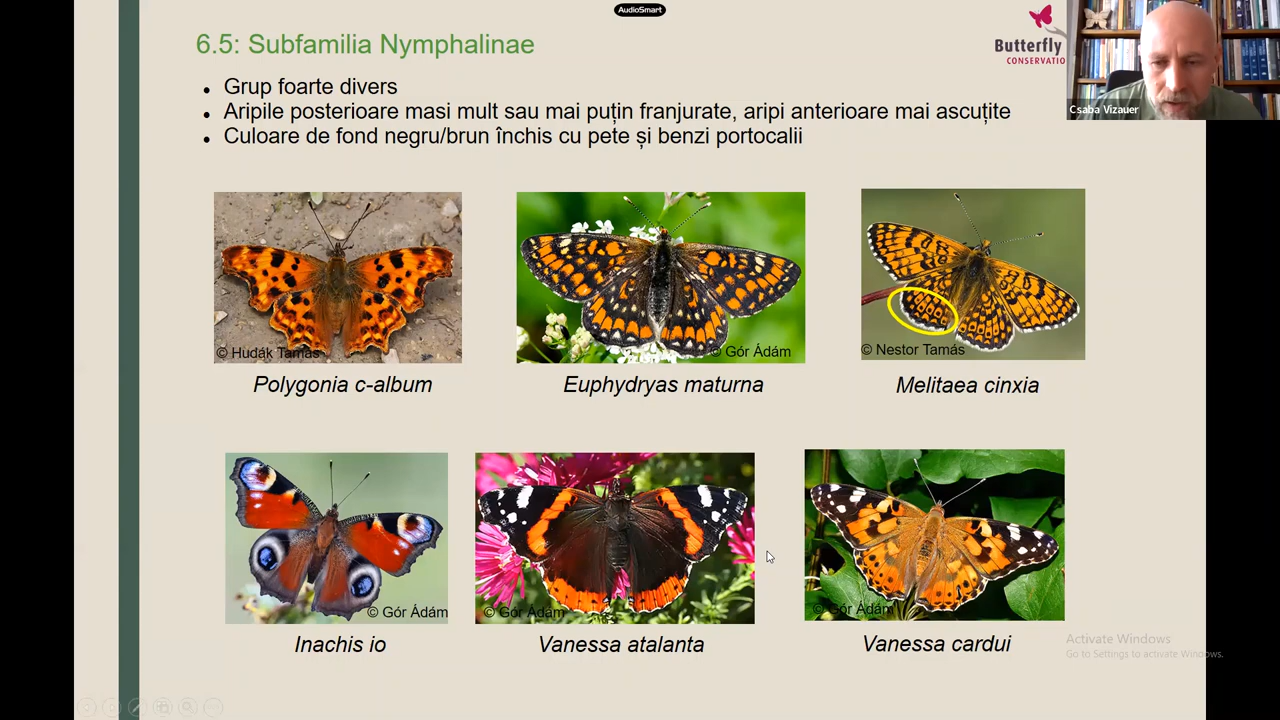 AudioSmart
6.5: Subfamilia Nymphalinae
Butterfly
CONSERVATIO
Csaba Vizauer
Grup foarte divers
Aripile posterioare masi mult sau mai puțin franjurate, aripi anterioare mai ascuțite
Culoare de fond negru/brun închis cu pete și benzi portocalii
© Hudák Tamás
© Gór Ádám
© Nestor Tamás
Polygonia c-album
Euphydryas maturna
Melitaea cinxia
© Gór Ádám
© Gór Ádám
© Gór Ádám
Inachis io
Vanessa atalanta
Vanessa cardui
Activate Windows
Go to Settings to activate Windows.